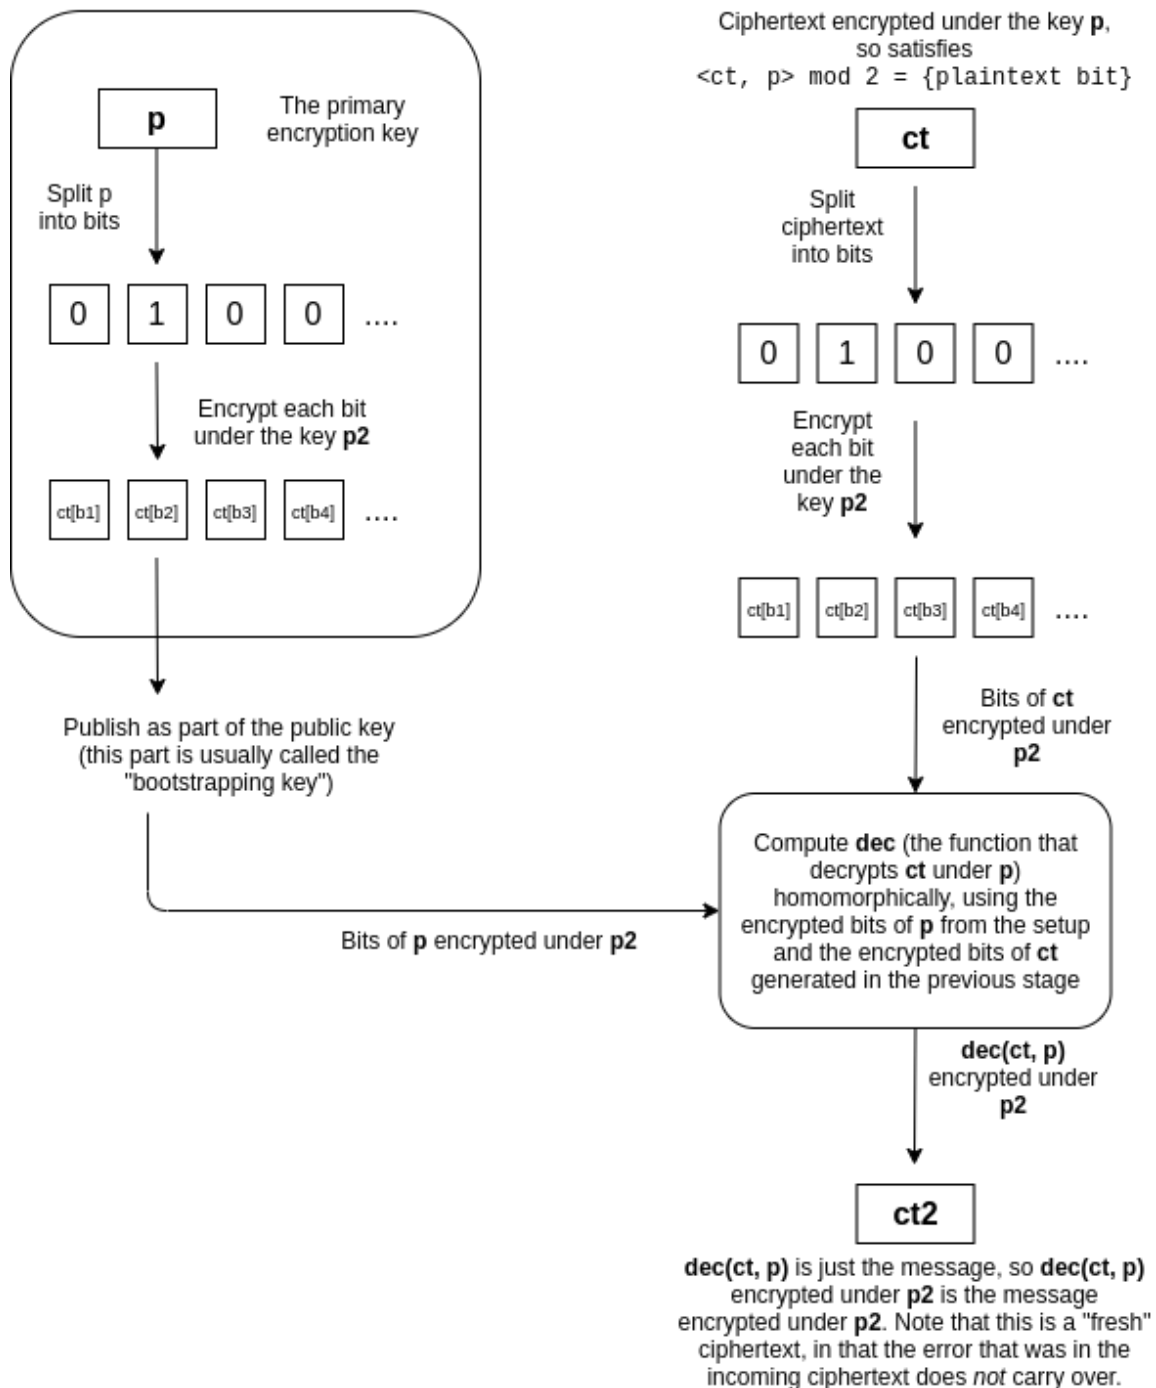 p
The primary
encryption key
Split p
into bits
0 1 0 0 ....
Encrypt each bit
under the key p2
ct[b1] ct[b2] ct[b3] ct[b4] ....
Publish as part of the public key
(this part is usually called the
"bootstrapping key")
Bits of p encrypted under p2
Ciphertext encrypted under the key p,
so satisfies
<ct, p> mod 2 = {plaintext bit}
ct
Split
ciphertext
into bits
0 1 0 0 ....
Encrypt
each bit
under the
key p2
ct[b1] ct[b2] ct[b3] ct[b4] ....
Bits of ct
encrypted under
p2
Compute dec (the function that
decrypts ct under p)
homomorphically, using the
encrypted bits of p from the setup
and the encrypted bits of ct
generated in the previous stage
dec(ct, p)
encrypted under
p2
ct2
dec(ct, p) is just the message, so dec(ct, p)
encrypted under p2 is the message
encrypted under p2. Note that this is a "fresh"
ciphertext, in that the error that was in the
incoming ciphertext does not carry over.